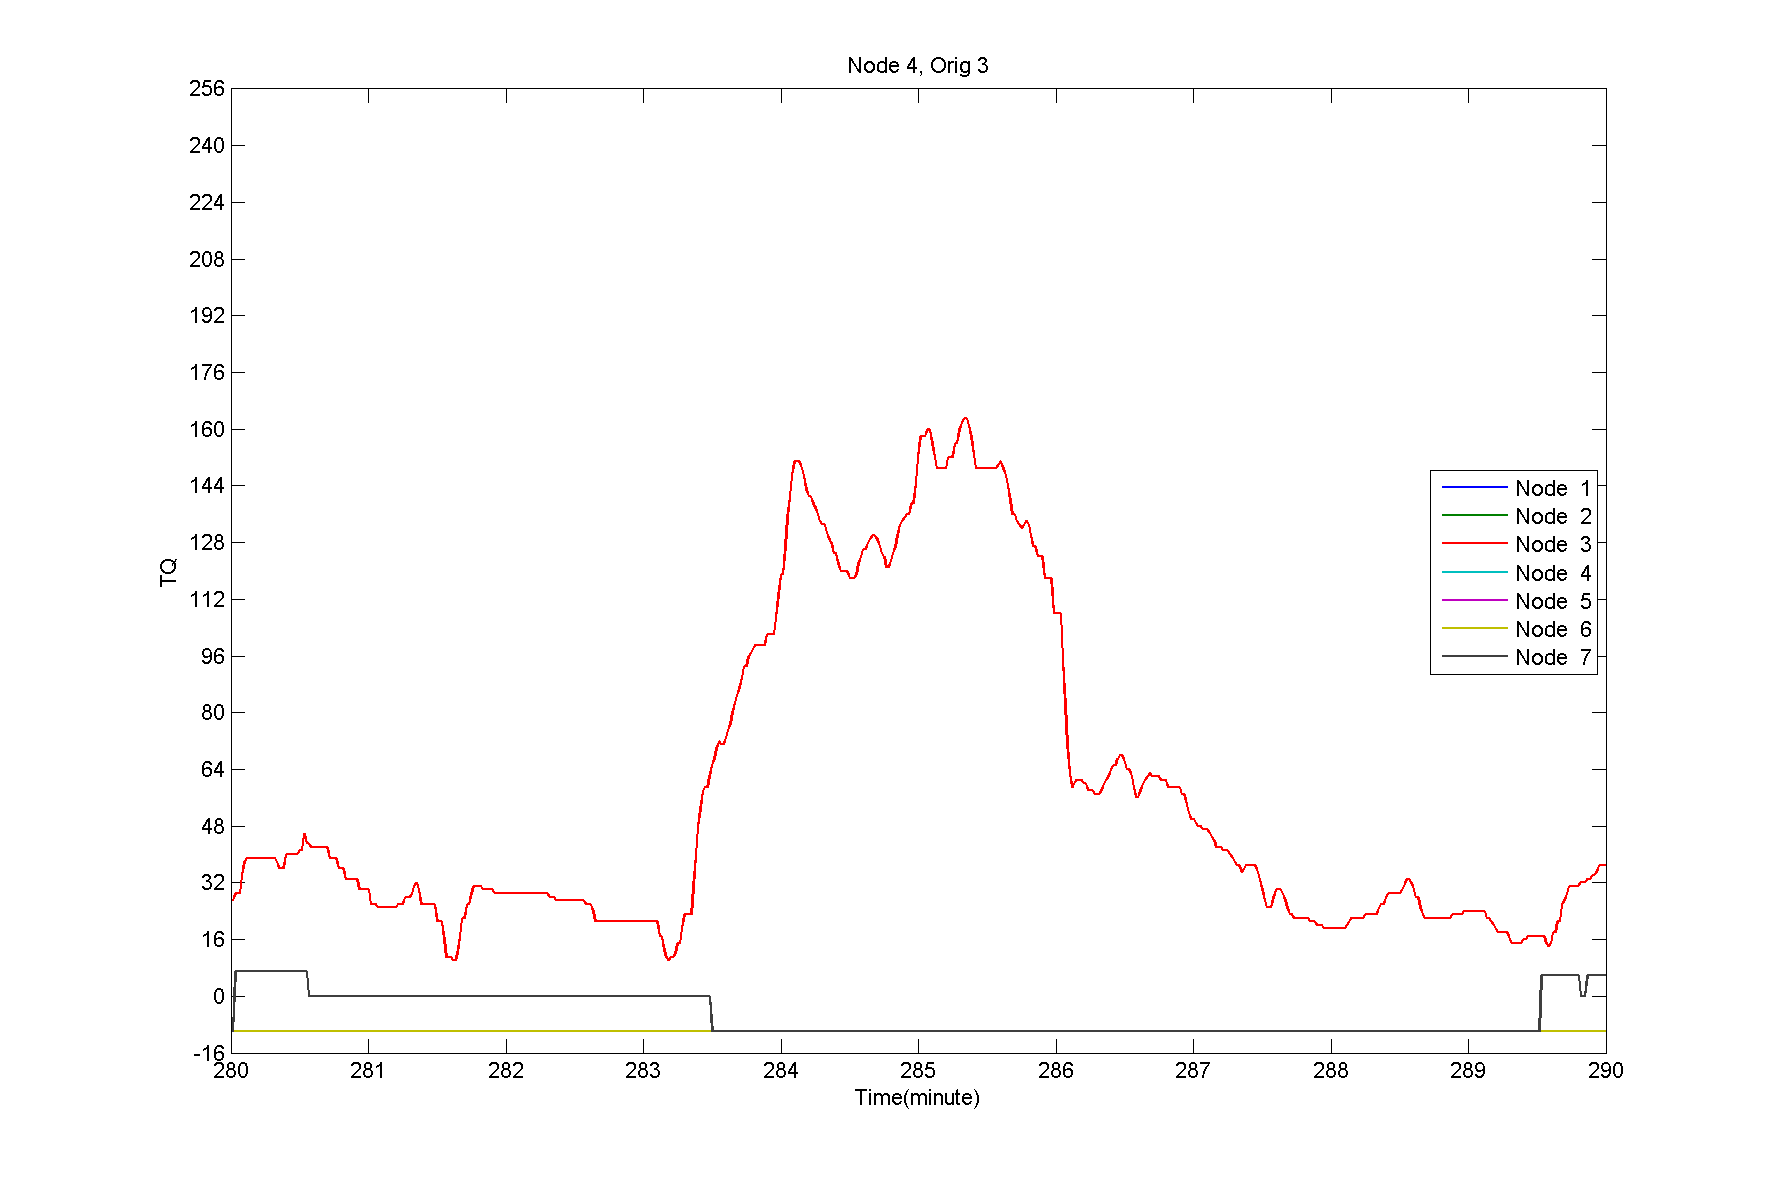 Node 4, Orig 3
256
240
224
208
192
176
160
144
128
112
96
80
64
48
32
16
0
-16
TQ
Node 1
Node 2
Node 3
Node 4
Node 5
Node 6
Node 7
280 281 282 283 284 285 286 287 288 289 290
Time(minute)